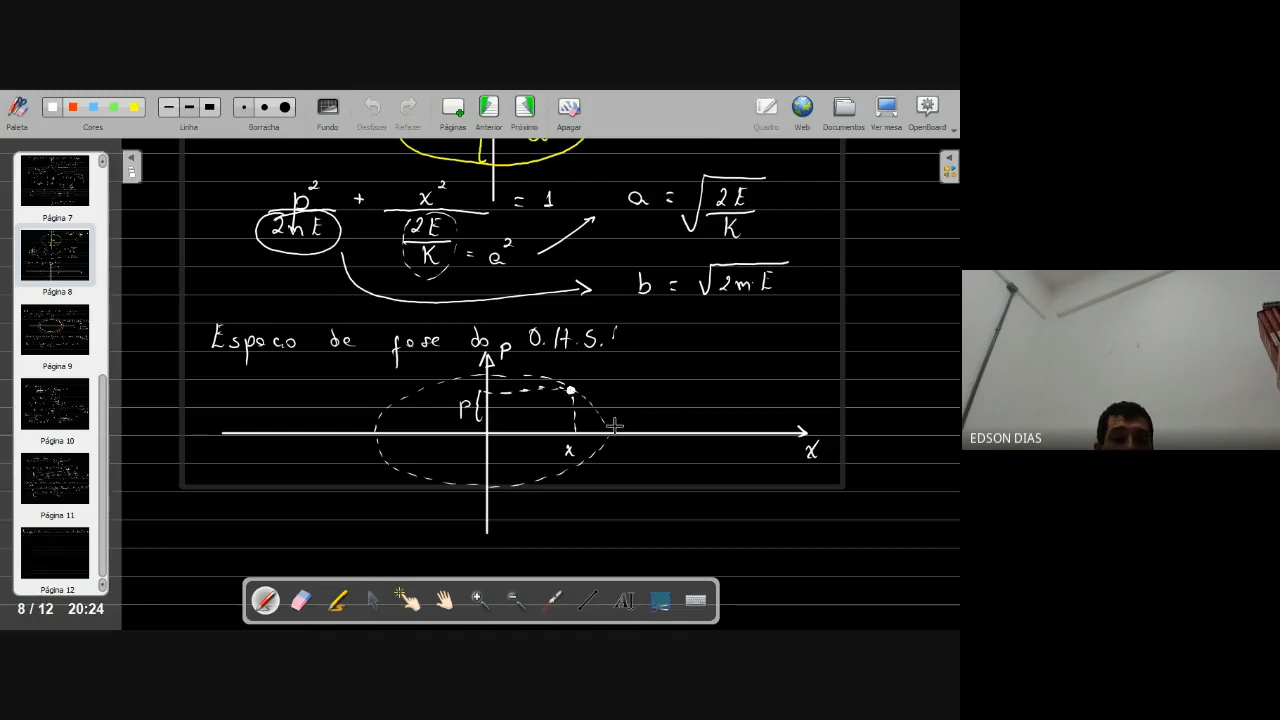 Paleta
Cores
Linha
Borracha
Fundo
Desfazer
Refazer
Páginas
Anterior
Próximo
Apagar
Quadro
Web
Documentos
Ver mesa
OpenBoard
Página 7
Página 8
Página 9
Página 10
Página 11
Página 12
8 / 12 20:24
p² / 2mE + x² / (2E / K) = 1
= a²
a = √(2E / K)
b = √2m.E
Espaço de fase do O.H.S.
p
p
x
x
EDSON DIAS